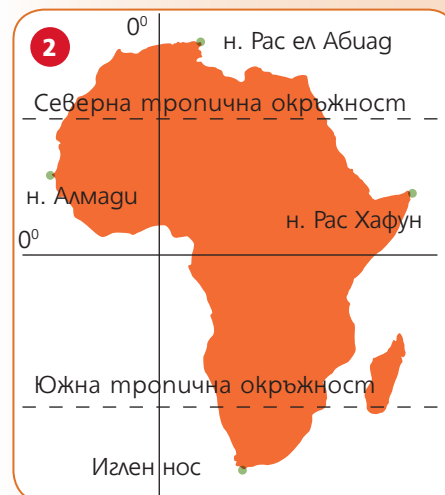 2
0⁰
н. Рас ел Абиад
Северна тропична окръжност
н. Алмади
н. Рас Хафун
0⁰
Южна тропична окръжност
Иглен нос